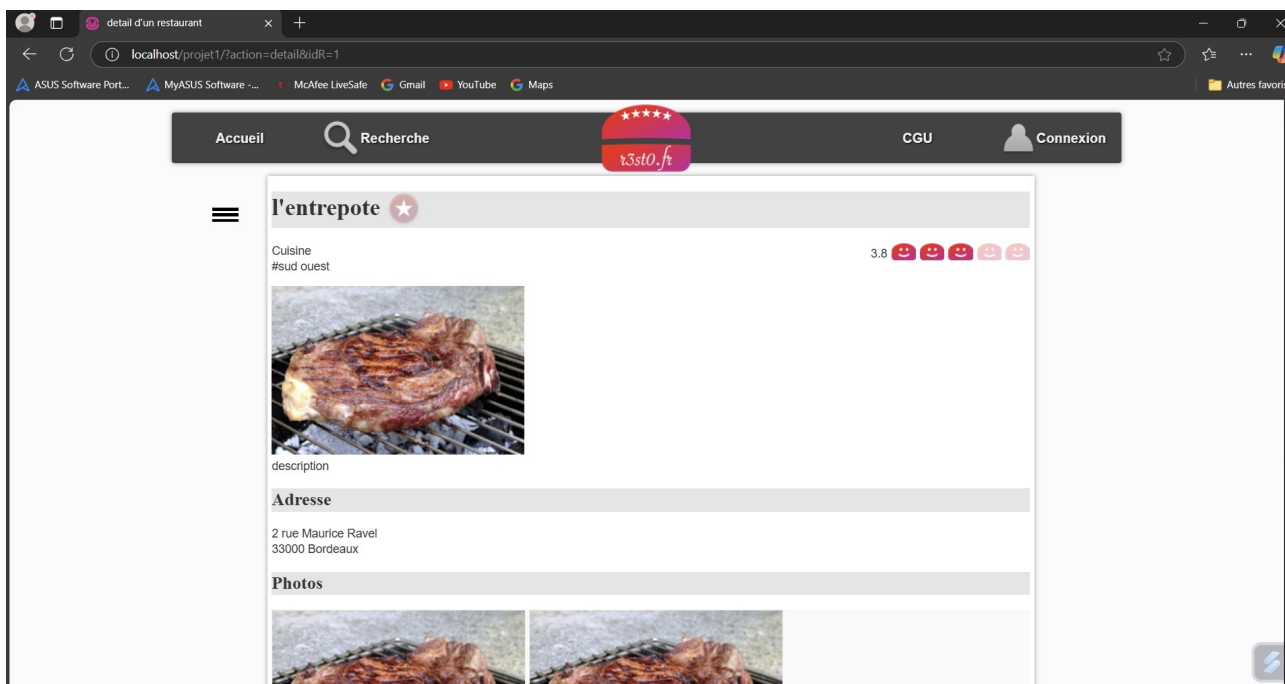 detail d'un restaurant
localhost/projet1/?action=detail&idR=1
ASUS Software Port... MyASUS Software -... McAfee LiveSafe Gmail YouTube Maps Autres favoris
Accueil Recherche r3st0.fr CGU Connexion
l'entrepote
Cuisine
3.8
#sud ouest
description
Adresse
2 rue Maurice Ravel
33000 Bordeaux
Photos